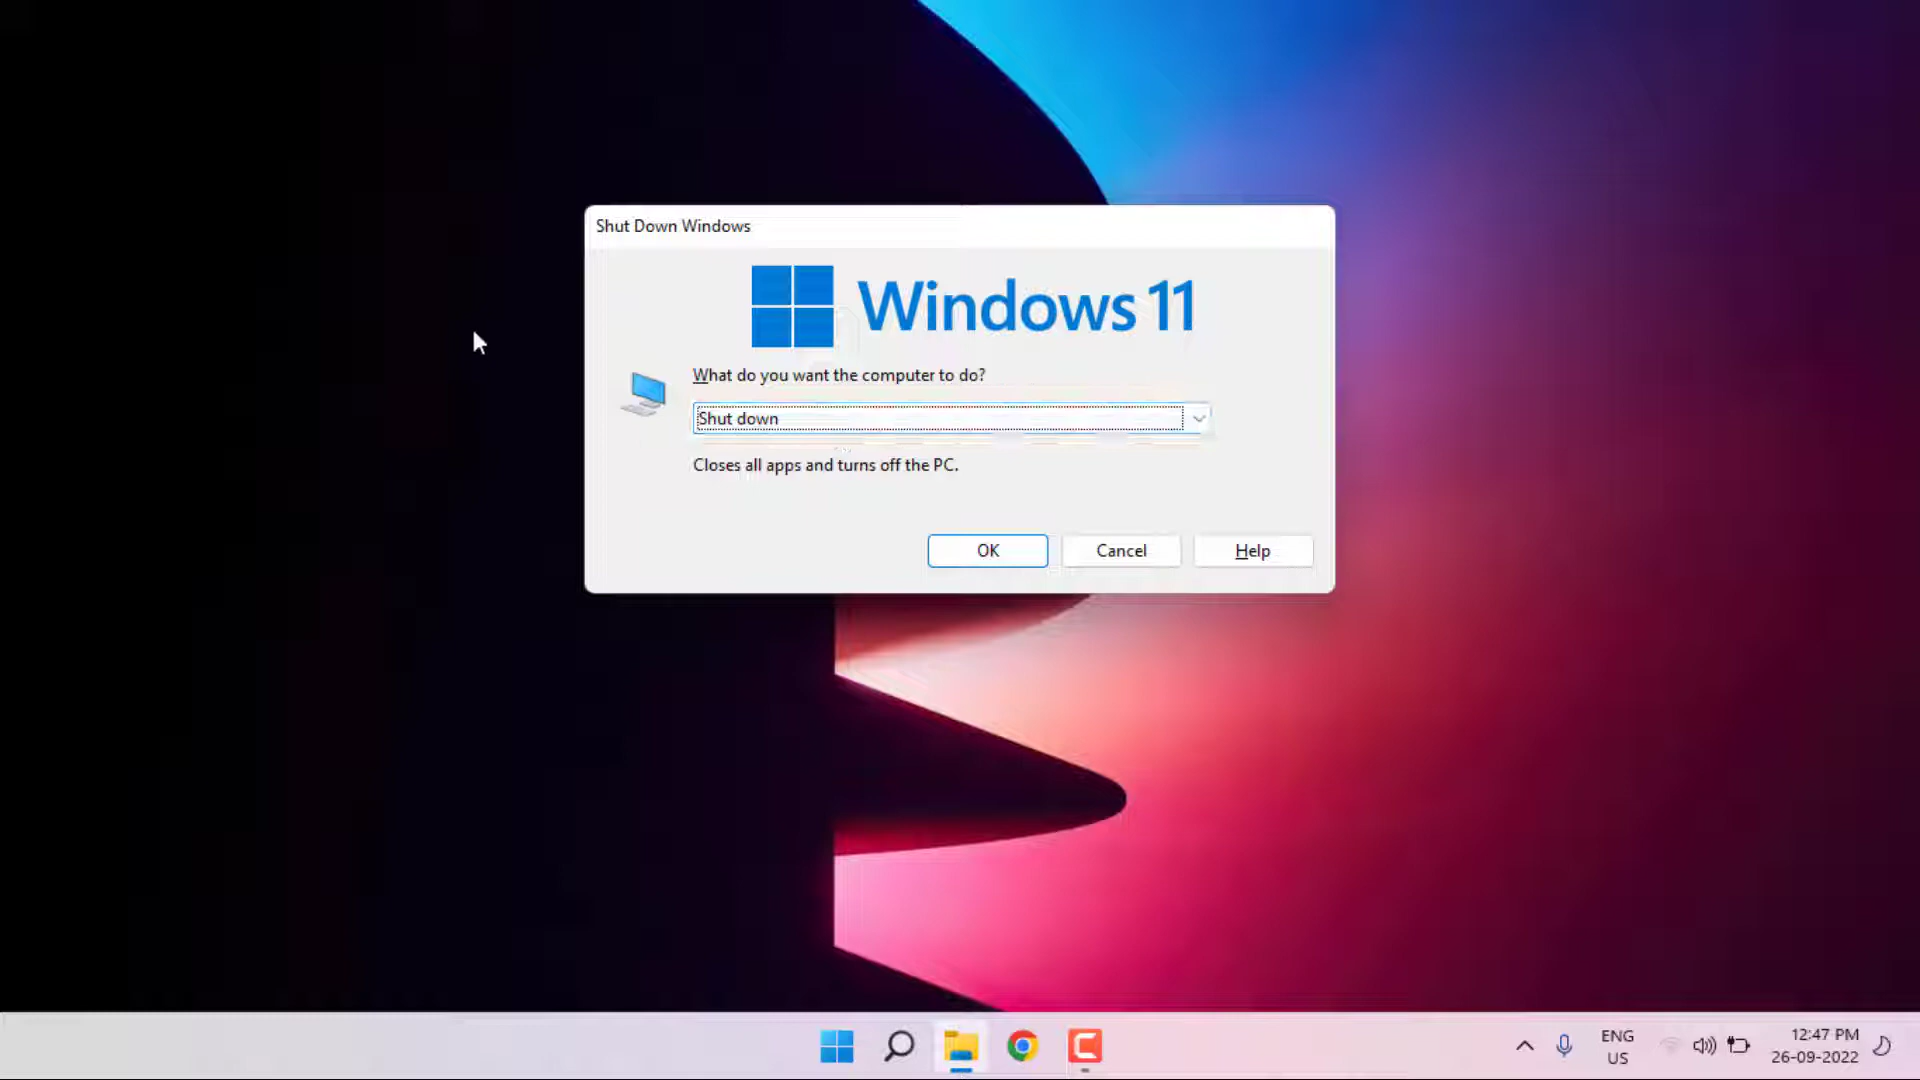 Shut Down Windows
Windows 11
What do you want the computer to do?
Shut down
Closes all apps and turns off the PC.
OK
Cancel
Help
ENG
US
12:47 PM
26-09-2022